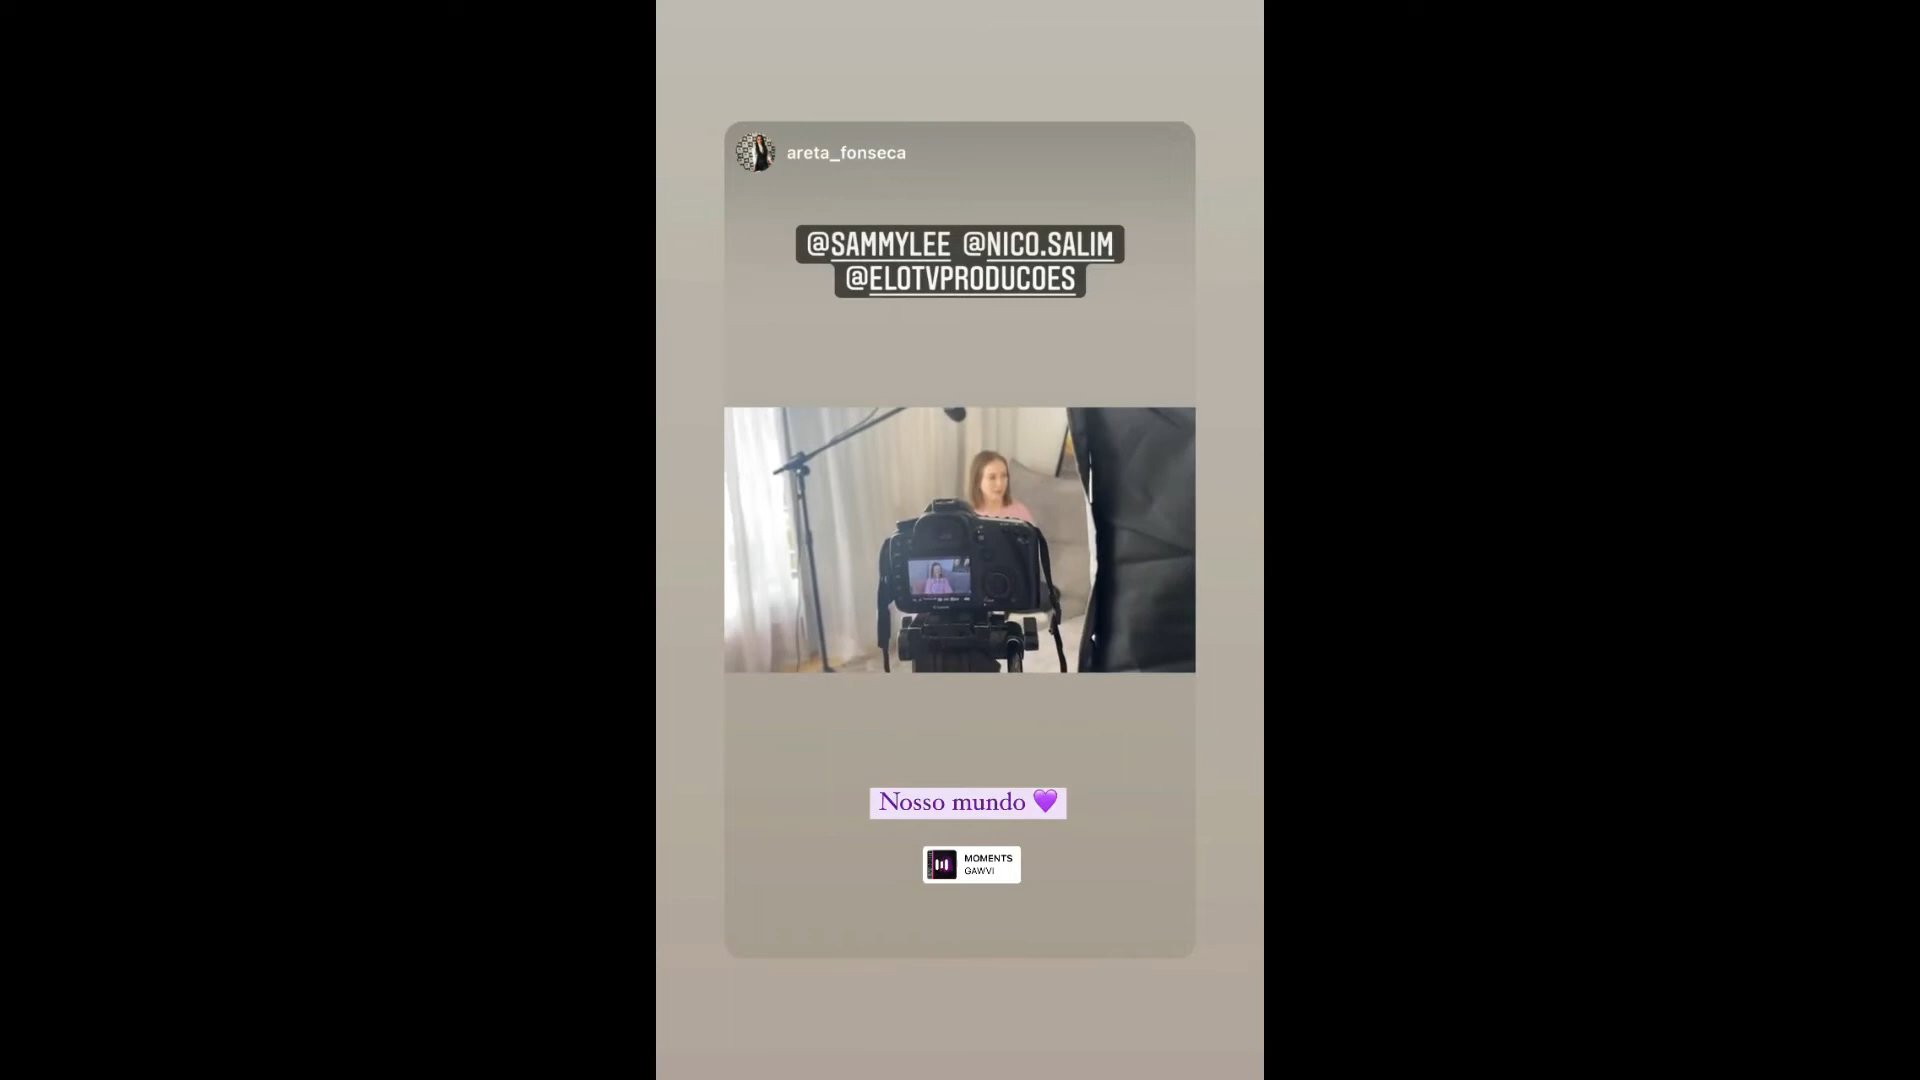 areta_fonseca
@SAMMYLEE @NICO.SALIM
@ELOTVPRODUCOES
Nosso mundo 💜
MOMENTS
GAWVI